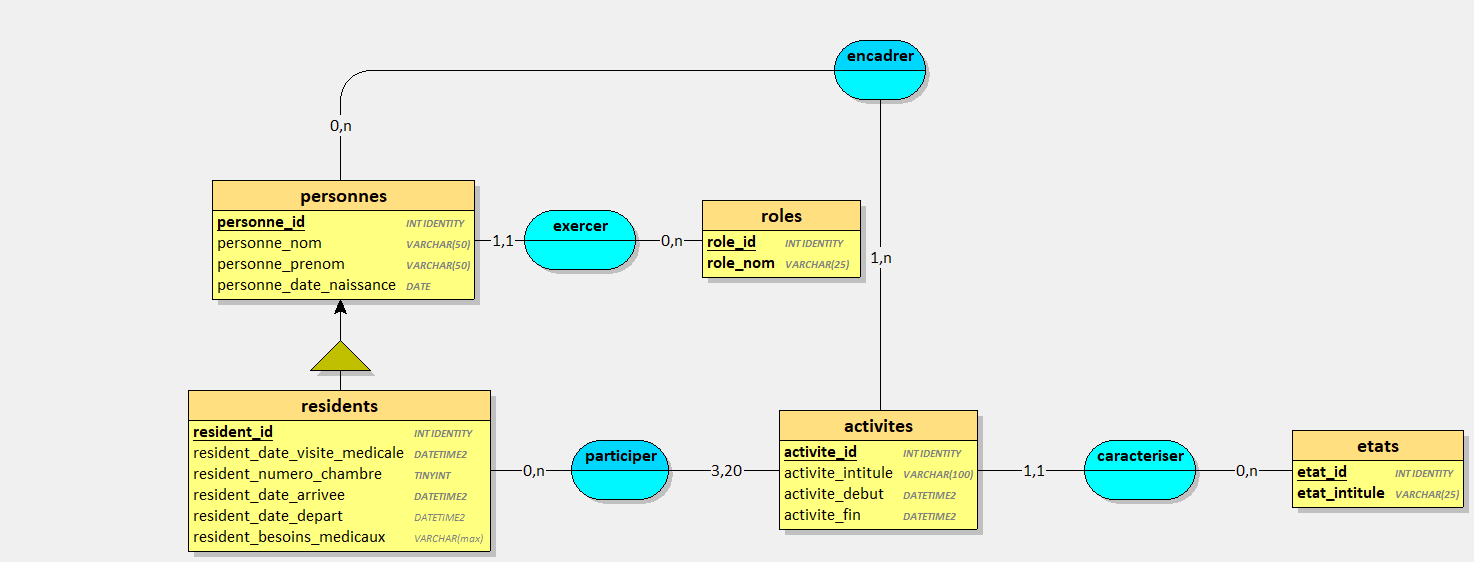 encadrer
0,n
personnes
personne_id INT IDENTITY
personne_nom VARCHAR(50)
personne_prenom VARCHAR(50)
personne_date_naissance DATE
1,1
exercer
0,n
roles
role_id INT IDENTITY
role_nom VARCHAR(25)
1,n
residents
resident_id INT IDENTITY
resident_date_visite_medicale DATETIME2
resident_numero_chambre TINYINT
resident_date_arrivee DATETIME2
resident_date_depart DATETIME2
resident_besoins_medicaux VARCHAR(max)
0,n
participer
3,20
activites
activite_id INT IDENTITY
activite_intitule VARCHAR(100)
activite_debut DATETIME2
activite_fin DATETIME2
1,1
caracteriser
0,n
etats
etat_id INT IDENTITY
etat_intitule VARCHAR(25)